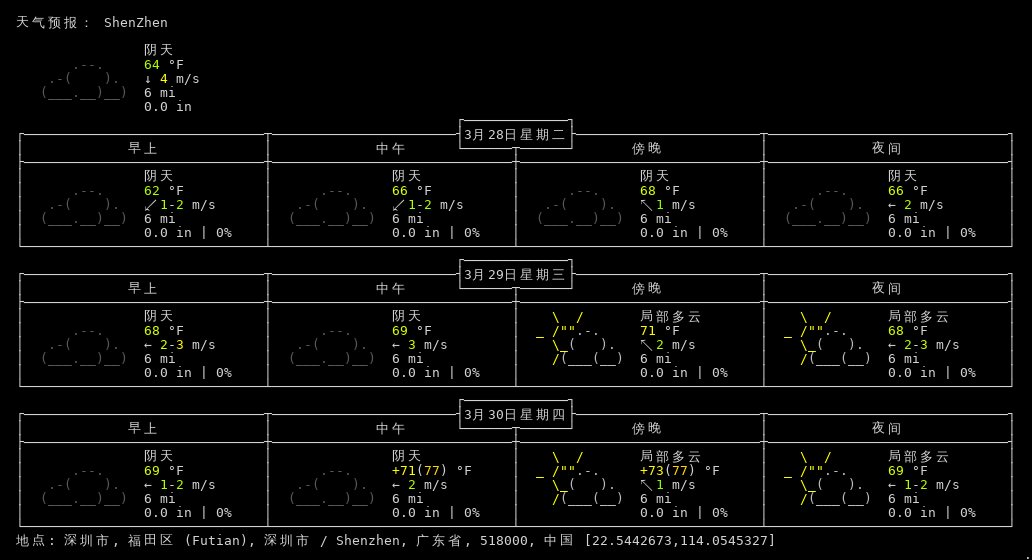 天气预报： ShenZhen
阴天
64 °F
↓ 4 m/s
6 mi
0.0 in
3月28日星期二
早上 中午 傍晚 夜间
阴天 阴天 阴天 阴天
62 °F 66 °F 68 °F 66 °F
↙ 1-2 m/s ↙ 1-2 m/s ↖ 1 m/s ← 2 m/s
6 mi 6 mi 6 mi 6 mi
0.0 in | 0% 0.0 in | 0% 0.0 in | 0% 0.0 in | 0%
3月29日星期三
早上 中午 傍晚 夜间
阴天 阴天 局部多云 局部多云
68 °F 69 °F 71 °F 68 °F
← 2-3 m/s ← 3 m/s ↖ 2 m/s ← 2-3 m/s
6 mi 6 mi 6 mi 6 mi
0.0 in | 0% 0.0 in | 0% 0.0 in | 0% 0.0 in | 0%
3月30日星期四
早上 中午 傍晚 夜间
阴天 阴天 局部多云 局部多云
69 °F +71(77) °F +73(77) °F 69 °F
← 1-2 m/s ← 2 m/s ↖ 1 m/s ← 1-2 m/s
6 mi 6 mi 6 mi 6 mi
0.0 in | 0% 0.0 in | 0% 0.0 in | 0% 0.0 in | 0%
地点: 深圳市, 福田区 (Futian), 深圳市 / Shenzhen, 广东省, 518000, 中国 [22.5442673,114.0545327]